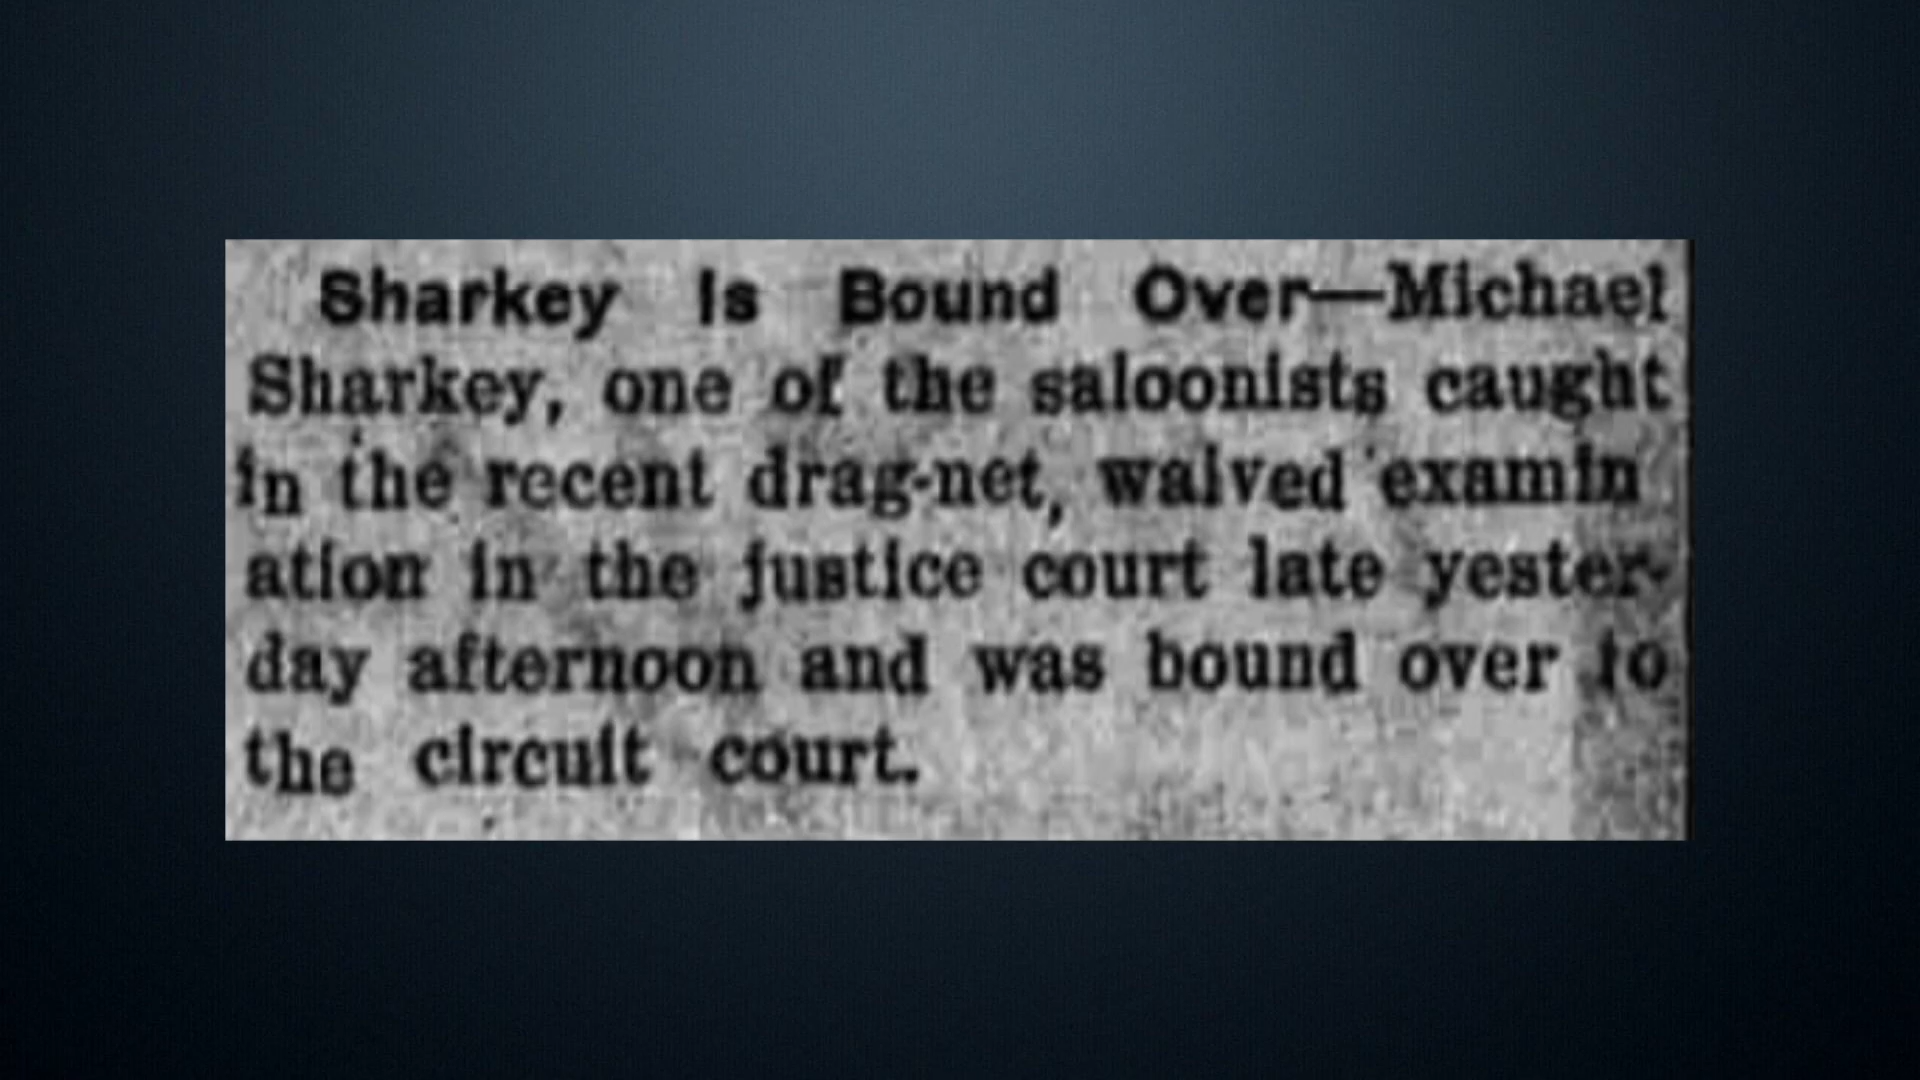 Sharkey Is Bound Over—Michael
Sharkey, one of the saloonists caught
in the recent drag-net, waived examin
ation in the justice court late yester-
day afternoon and was bound over to
the circuit court.